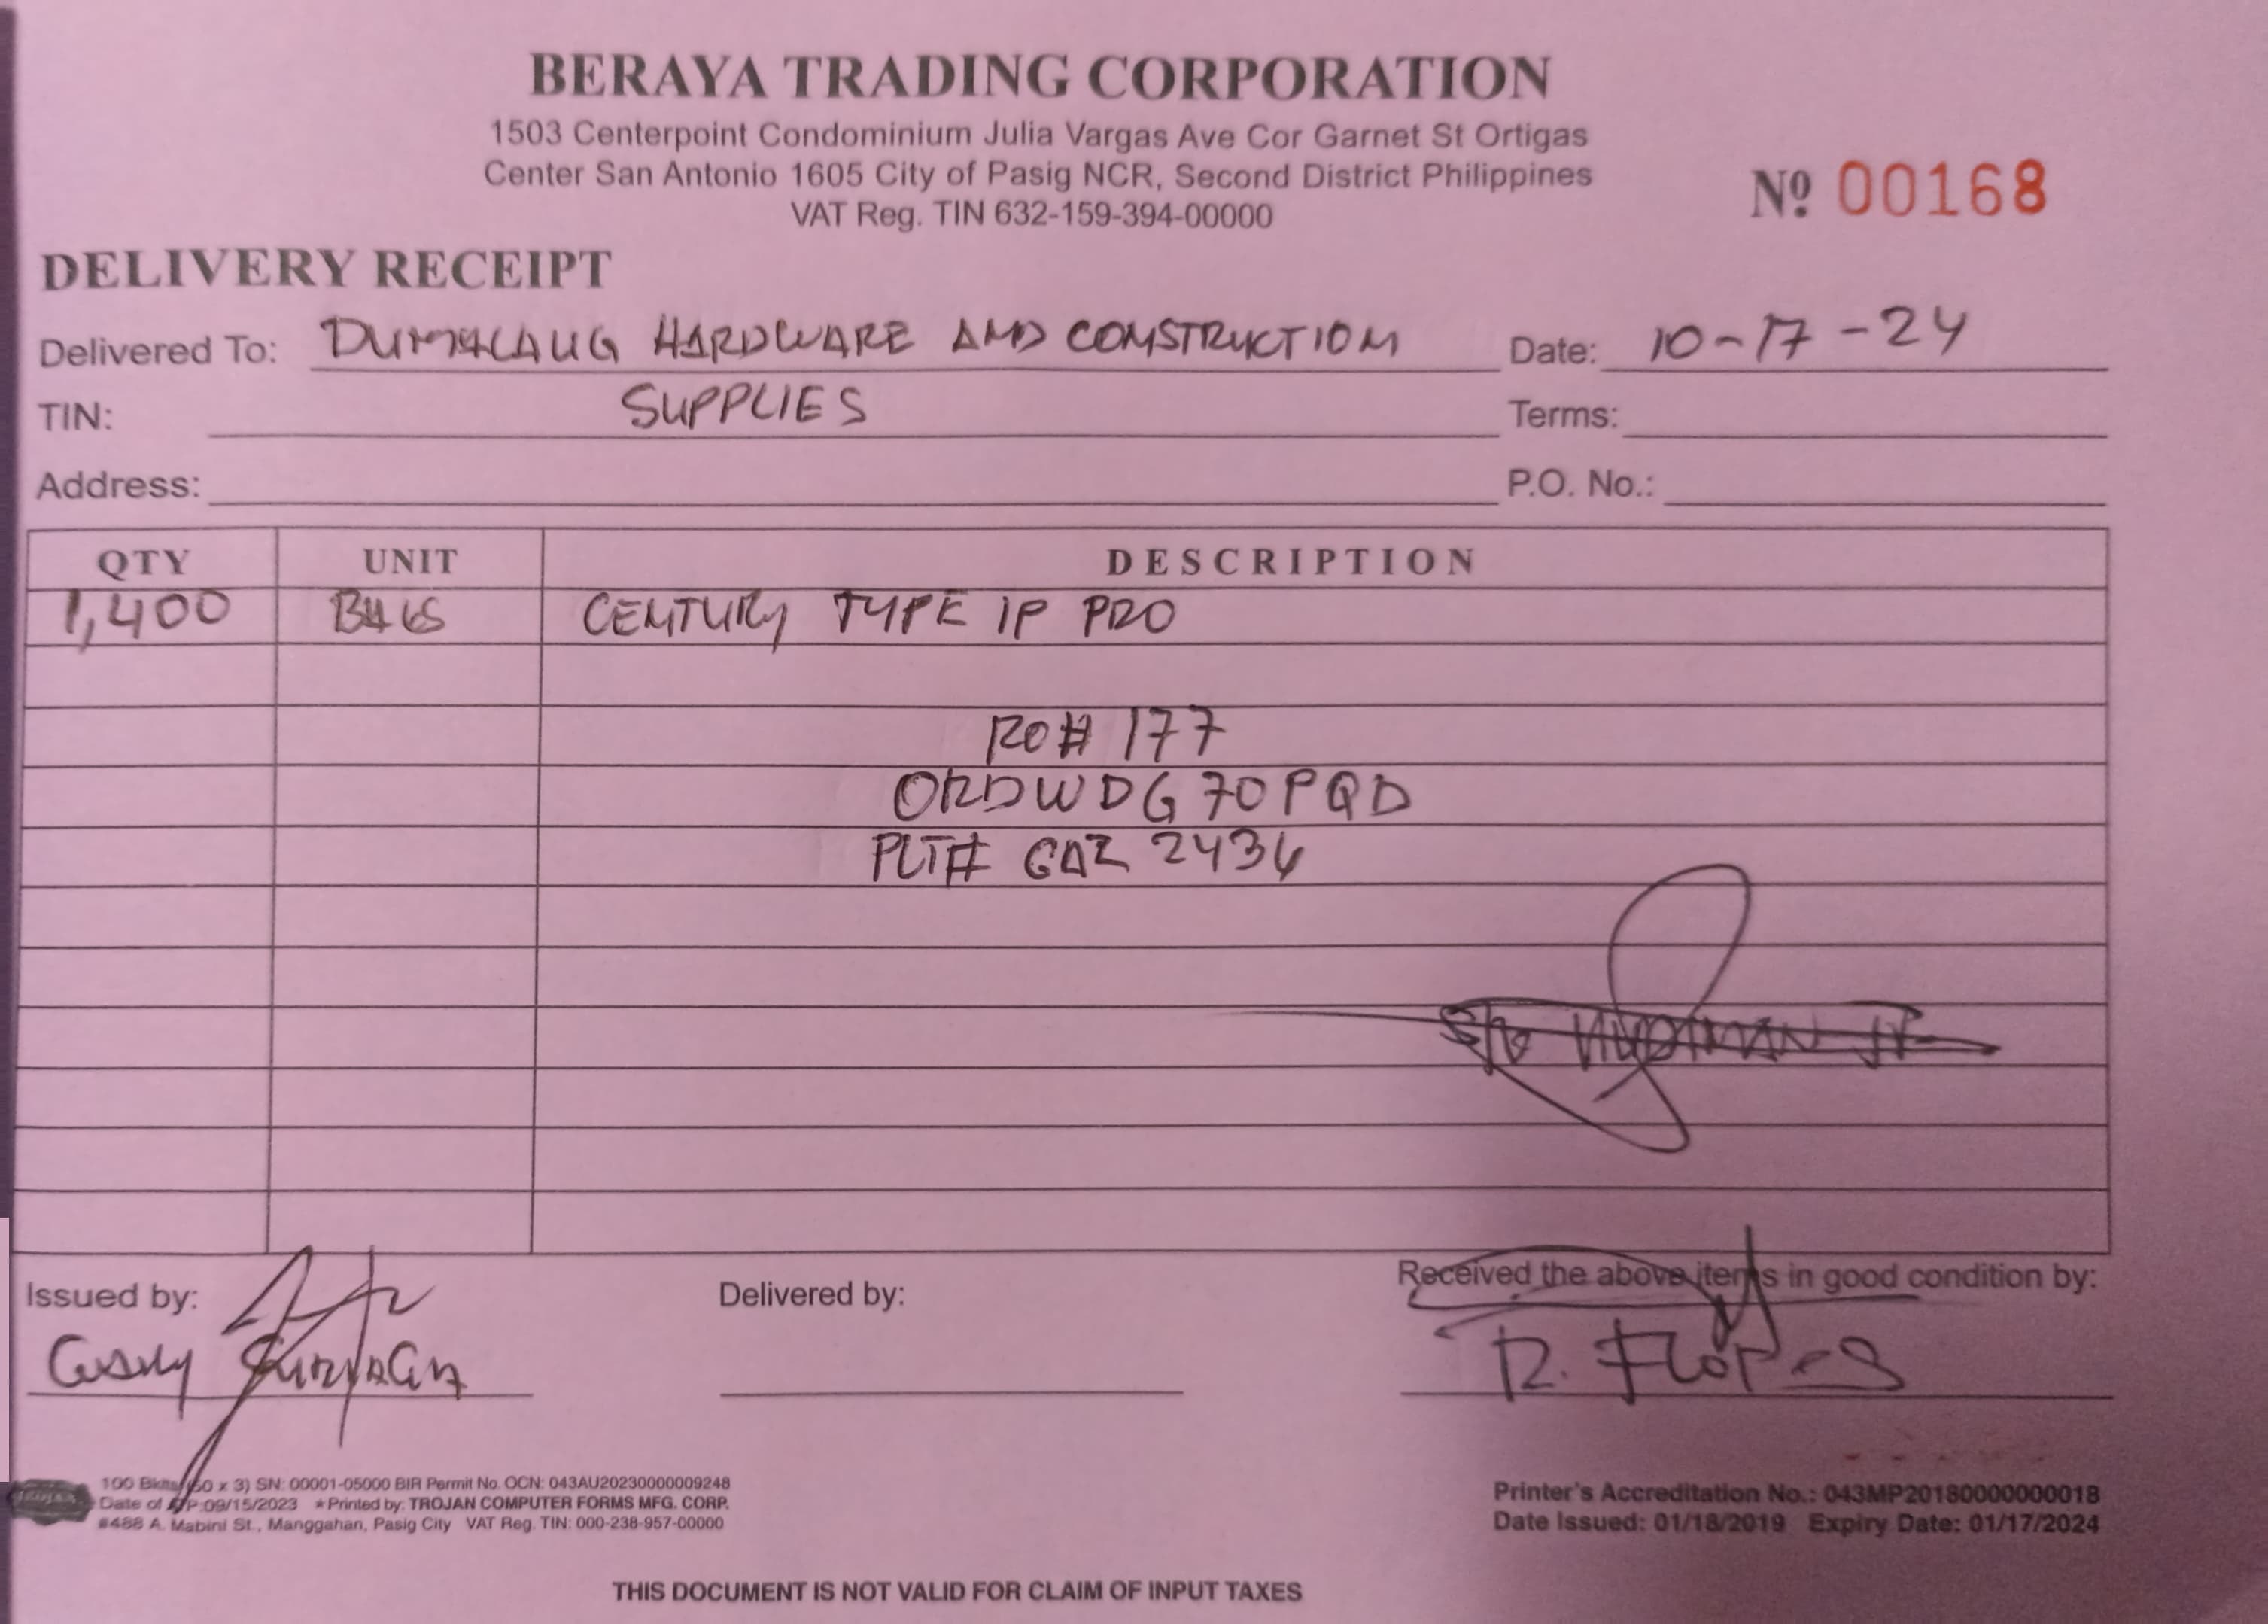 BERAYA TRADING CORPORATION
1503 Centerpoint Condominium Julia Vargas Ave Cor Garnet St Ortigas
Center San Antonio 1605 City of Pasig NCR, Second District Philippines
VAT Reg. TIN 632-159-394-00000
Nº 00168
DELIVERY RECEIPT
Delivered To: DUMALAUG HARDWARE AND CONSTRUCTION Date: 10-17-24
TIN: SUPPLIES Terms:
Address: P.O. No.:
QTY UNIT DESCRIPTION
1,400 BAGS CENTURY TYPE 1P PRO
RO# 177
ORDWDG70PQD
PLT# GAZ 2434
Issued by: Delivered by: Received the above items in good condition by:
R. Flores
100 Bklts (50 x 3) SN: 00001-05000 BIR Permit No. OCN: 043AU20230000009248
Date of ATP:09/15/2023 ★Printed by: TROJAN COMPUTER FORMS MFG. CORP.
#488 A. Mabini St., Manggahan, Pasig City VAT Reg. TIN: 000-238-957-00000
Printer's Accreditation No.: 043MP20180000000018
Date Issued: 01/18/2019 Expiry Date: 01/17/2024
THIS DOCUMENT IS NOT VALID FOR CLAIM OF INPUT TAXES